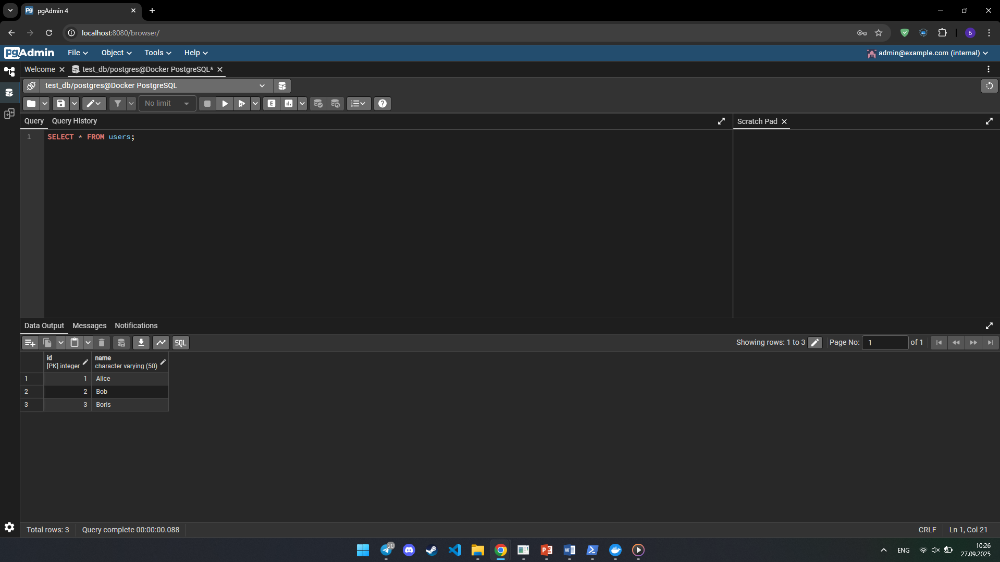 pgAdmin 4
localhost:8080/browser/
Б
pgAdmin File Object Tools Help admin@example.com (internal)
Welcome test_db/postgres@Docker PostgreSQL*
test_db/postgres@Docker PostgreSQL
No limit E
Query Query History Scratch Pad
1 SELECT * FROM users;
Data Output Messages Notifications
SQL Showing rows: 1 to 3 Page No: 1 of 1
id name
[PK] integer character varying (50)
1 1 Alice
2 2 Bob
3 3 Boris
Total rows: 3 Query complete 00:00:00.088 CRLF Ln 1, Col 21
20 ENG 10:26
27.09.2025